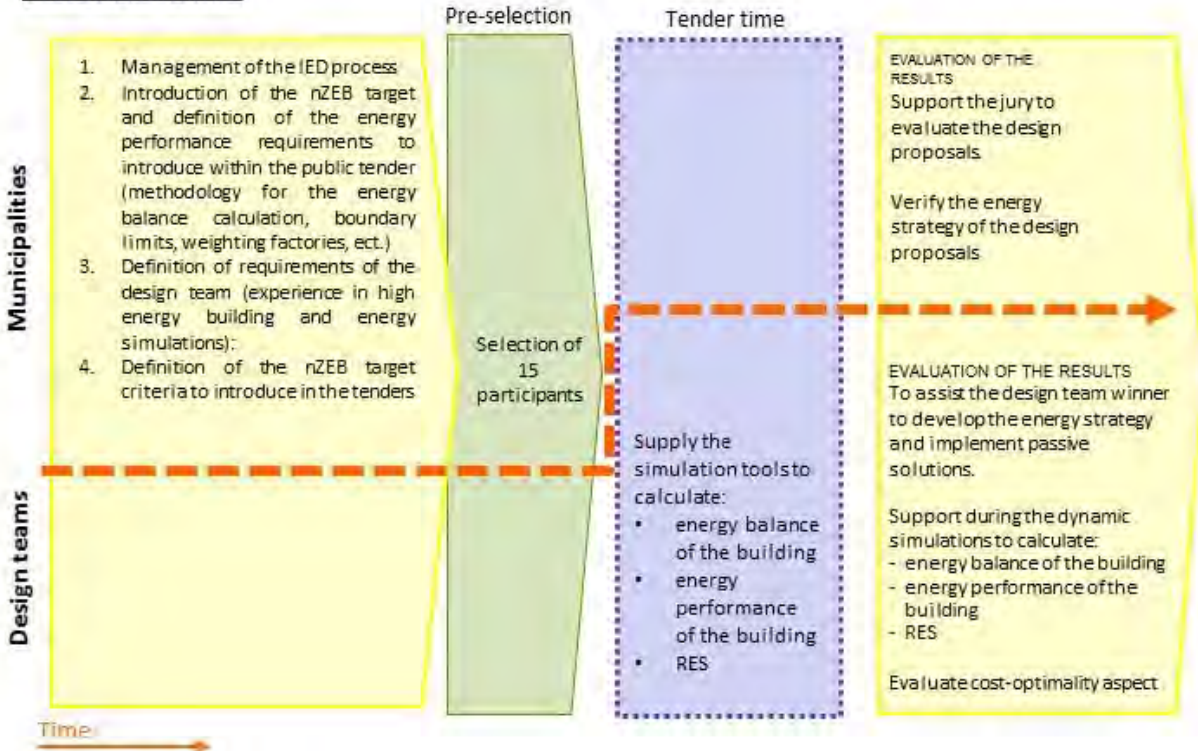 Pre-selection
Tender time
Municipalities
1. Management of the IED process
2. Introduction of the nZEB target
and definition of the energy
performance requirements to
introduce within the public tender
(methodology for the energy
balance calculation, boundary
limits, weighting factories, ect.)
3. Definition of requirements of the
design team (experience in high
energy building and energy
simulations):
4. Definition of the nZEB target
criteria to introduce in the tenders
Selection of
15
participants
EVALUATION OF THE
RESULTS
Support the jury to
evaluate the design
proposals.
Verify the energy
strategy of the design
proposals
Design teams
Supply the
simulation tools to
calculate:
• energy balance
of the building
• energy
performance
of the building
• RES
EVALUATION OF THE RESULTS
To assist the design team winner
to develop the energy strategy
and implement passive
solutions.
Support during the dynamic
simulations to calculate:
- energy balance of the building
- energy performance of the
building
- RES
Evaluate cost-optimality aspect
Time